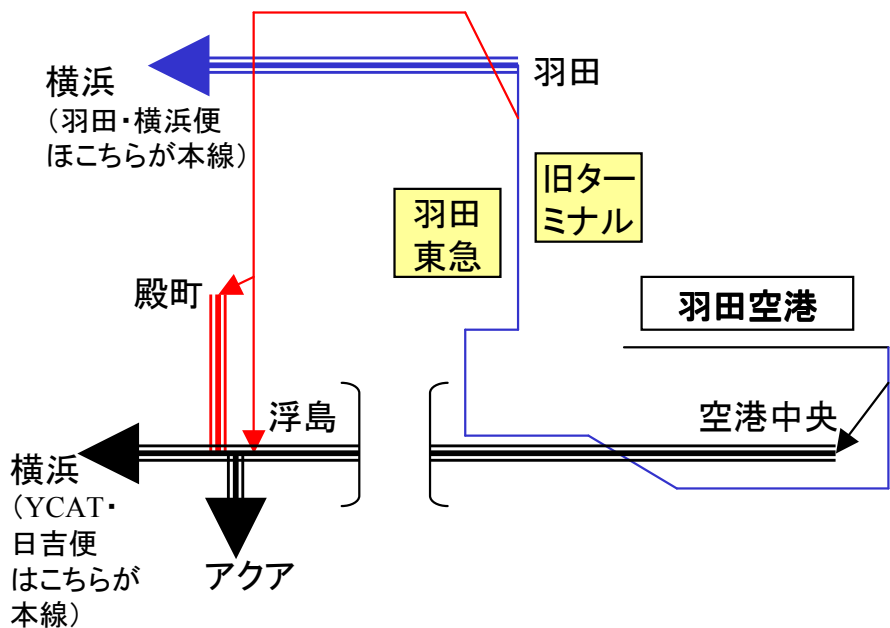 横浜
（羽田・横浜便
ほこちらが本線）
羽田
旧ター
ミナル
羽田
東急
殿町
羽田空港
浮島
空港中央
横浜
（YCAT・
日吉便
はこちらが
本線）
アクア